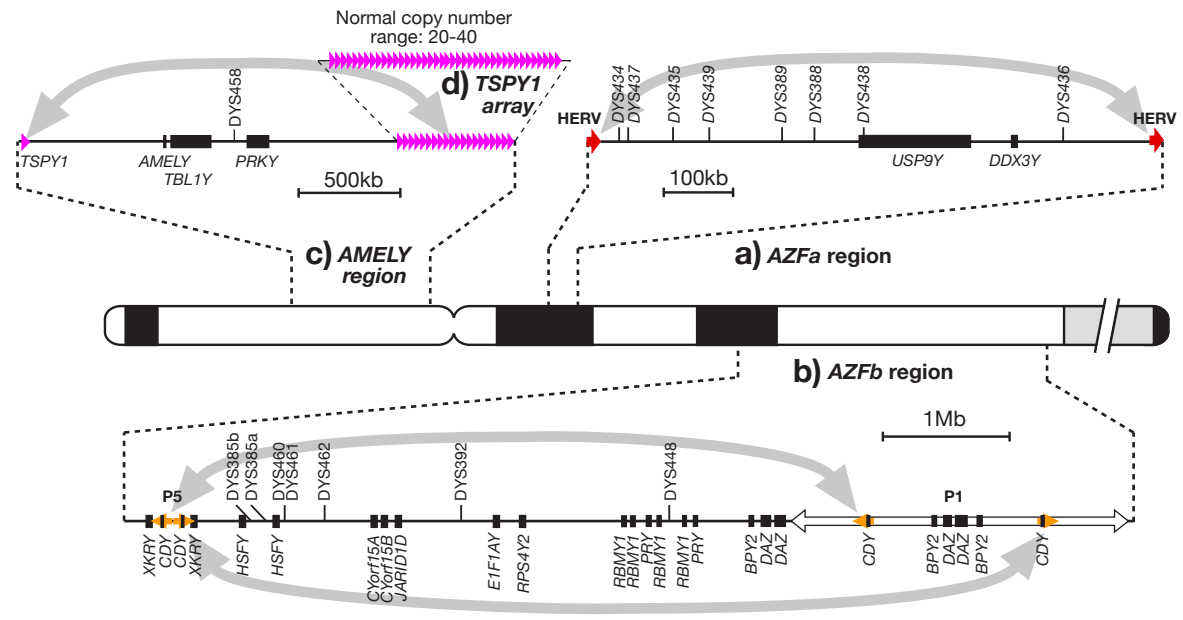 Normal copy number
range: 20-40
d) TSPY1
array
DYS458
TSPY1
AMELY
TBL1Y
PRKY
500kb
c) AMELY
region
HERV
DYS434
DYS437
DYS435
DYS439
DYS389
DYS388
DYS438
DYS436
HERV
USP9Y
DDX3Y
100kb
a) AZFa region
b) AZFb region
1Mb
P5
DYS385b
DYS385a
DYS460
DYS461
DYS462
DYS392
DYS448
P1
XKRY
CDY
CDY
XKRY
HSFY
HSFY
CYorf15A
CYorf15B
JARID1D
E1F1AY
RPS4Y2
RBMY1
RBMY1
PRY
RBMY1
RBMY1
PRY
BPY2
DAZ
DAZ
CDY
BPY2
DAZ
DAZ
BPY2
CDY